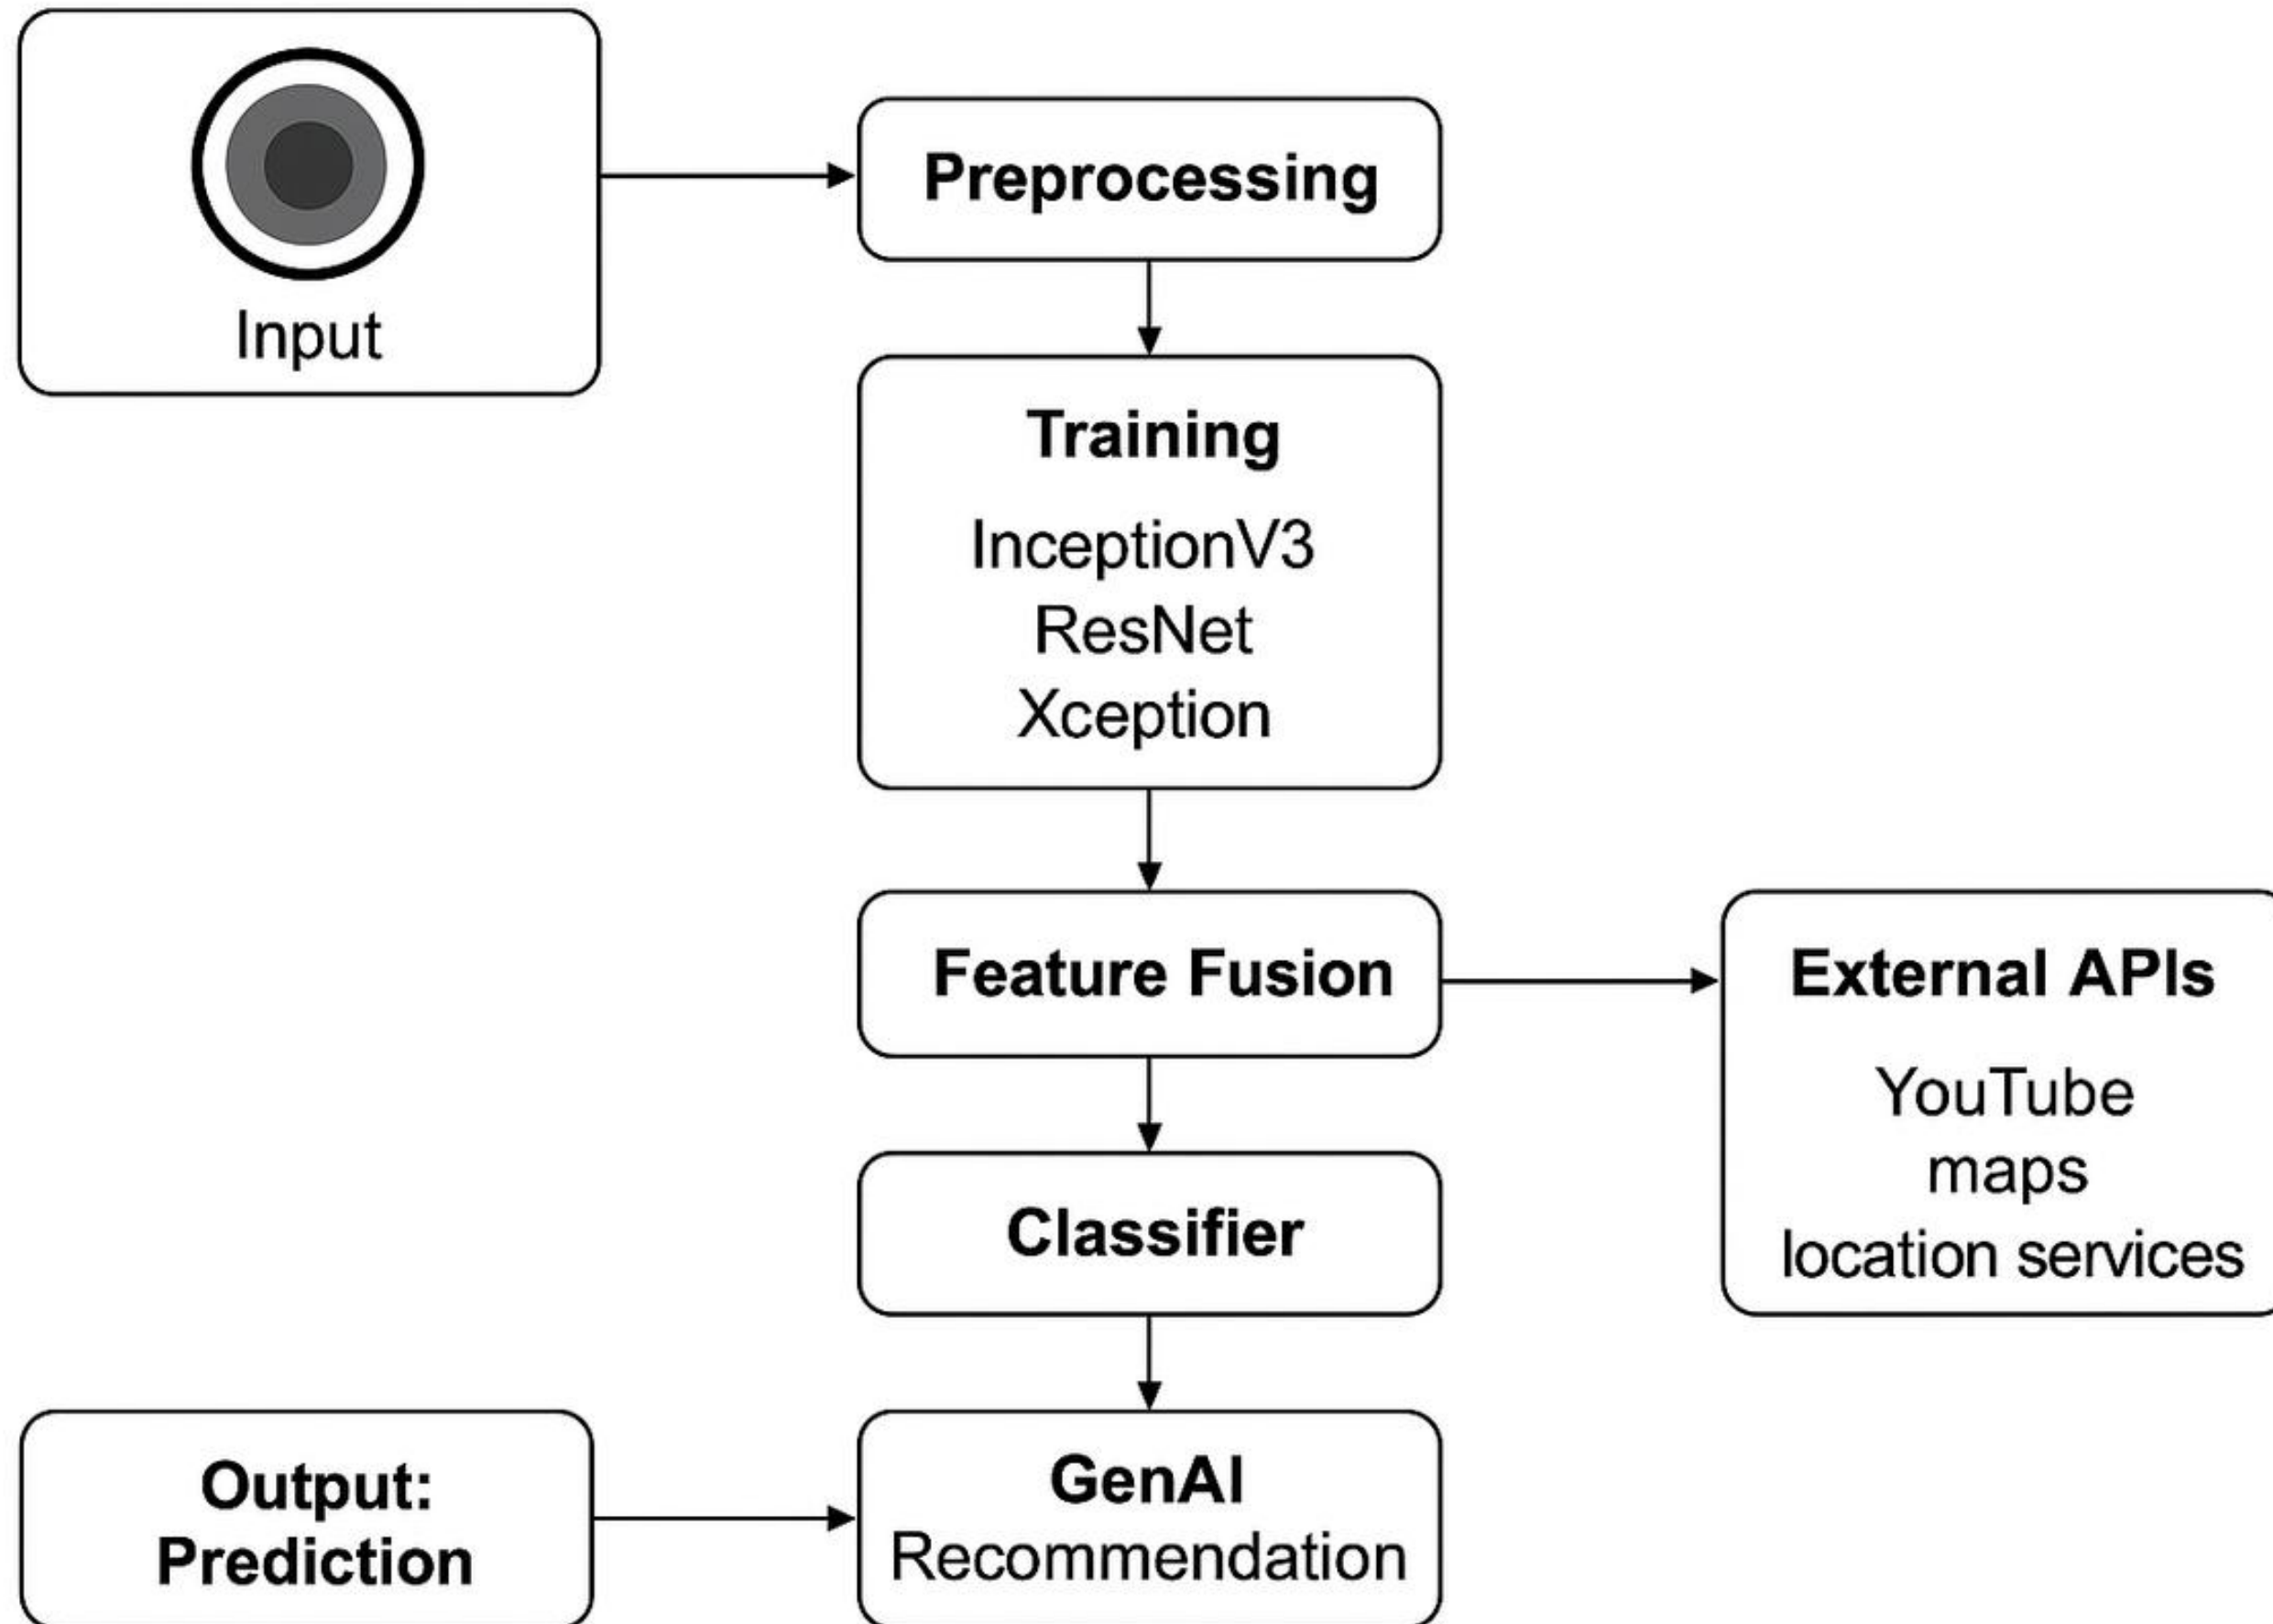 Input
Preprocessing
Training
InceptionV3
ResNet
Xception
Feature Fusion
External APIs
YouTube
maps
location services
Classifier
Output:
Prediction
GenAI
Recommendation